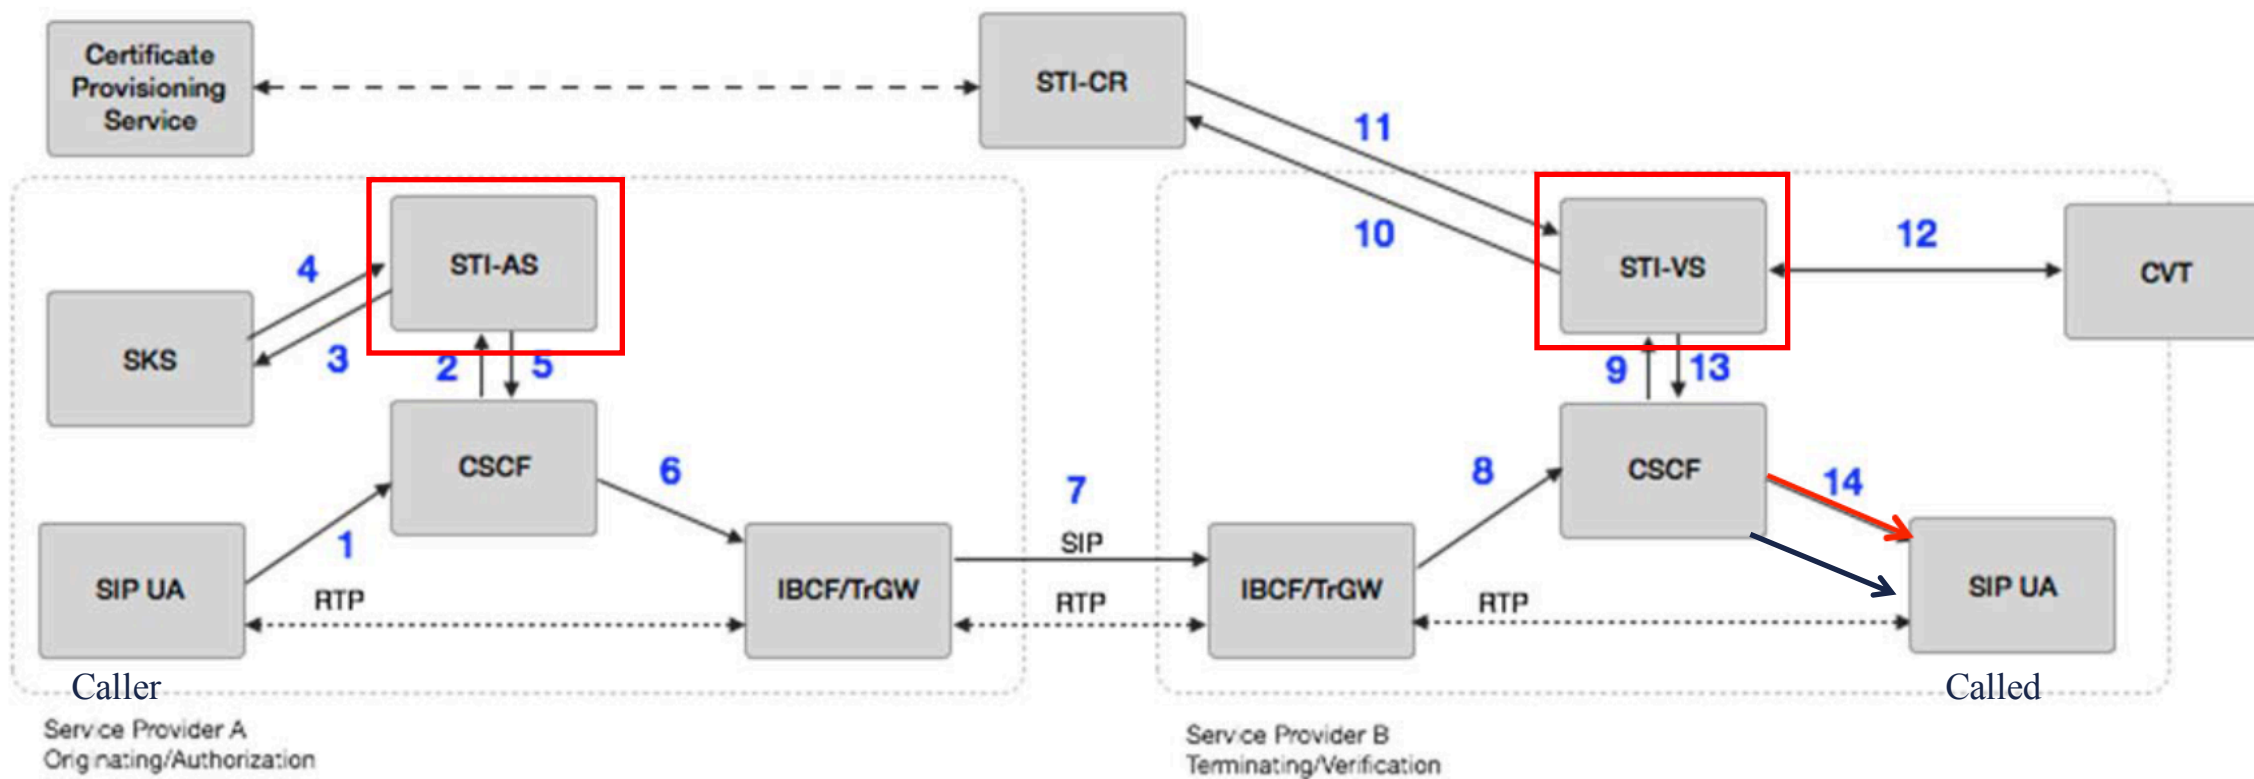 Certificate
Provisioning
Service
STI-CR
11
10
STI-AS
STI-VS
12
CVT
4
3
SKS
2
5
9
13
CSCF
CSCF
6
7
8
14
1
SIP
SIP UA
IBCF/TrGW
IBCF/TrGW
SIP UA
RTP
RTP
RTP
Caller
Called
Service Provider A
Originating/Authorization
Service Provider B
Terminating/Verification